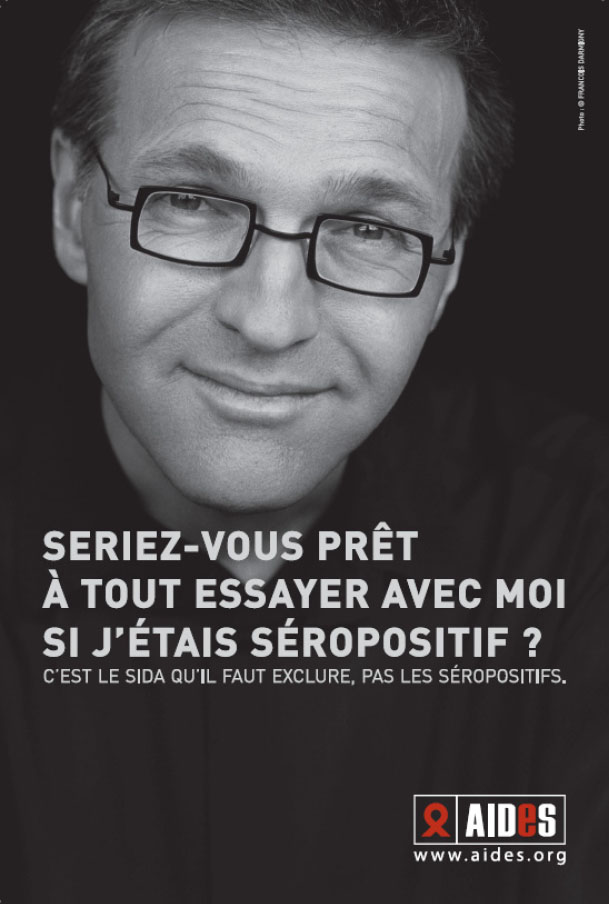 Photo : © FRANCOIS DARMIGNY
SERIEZ-VOUS PRÊT
À TOUT ESSAYER AVEC MOI
SI J'ÉTAIS SÉROPOSITIF ?
C'EST LE SIDA QU'IL FAUT EXCLURE, PAS LES SÉROPOSITIFS.
AIDeS
www.aides.org